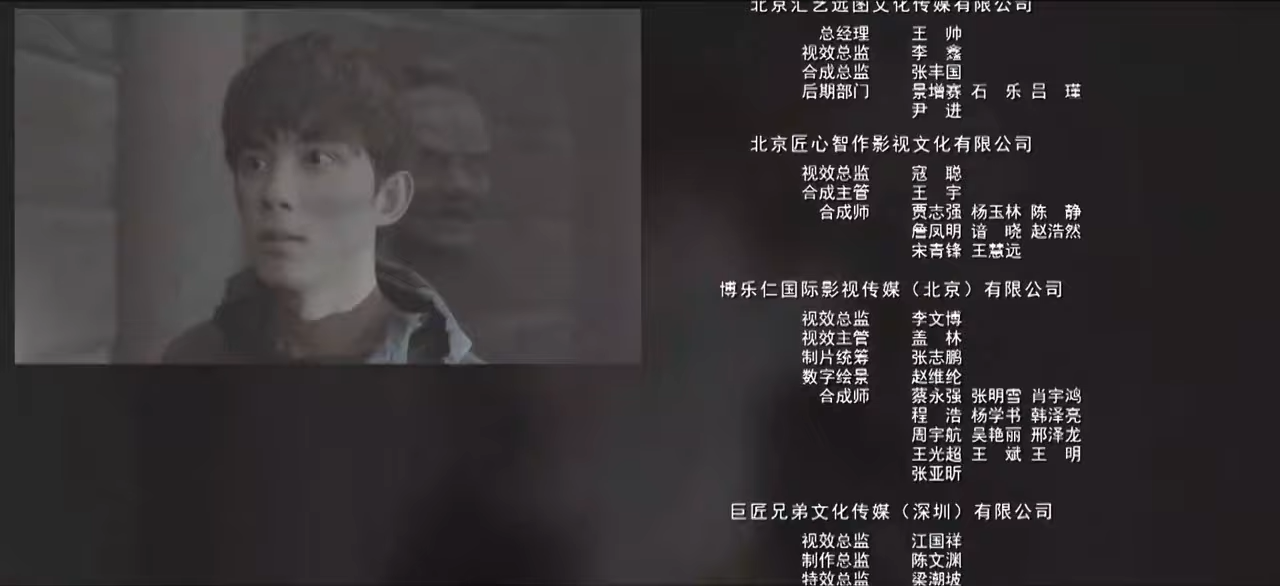 北京汇艺远图文化传媒有限公司
总经理 王 帅
视效总监 李 鑫
合成总监 张丰国
后期部门 景增赛 石 乐 吕 瑾
尹 进
北京匠心智作影视文化有限公司
视效总监 寇 聪
合成主管 王 宇
合成师 贾志强 杨玉林 陈 静
詹凤明 谙 晓 赵浩然
宋青锋 王慧远
博乐仁国际影视传媒（北京）有限公司
视效总监 李文博
视效主管 盖 林
制片统筹 张志鹏
数字绘景 赵维纶
合成师 蔡永强 张明雪 肖宇鸿
程 浩 杨学书 韩泽亮
周宇航 吴艳丽 邢泽龙
王光超 王 斌 王 明
张亚昕
巨匠兄弟文化传媒（深圳）有限公司
视效总监 江国祥
制作总监 陈文渊
特效总监 梁潮坡